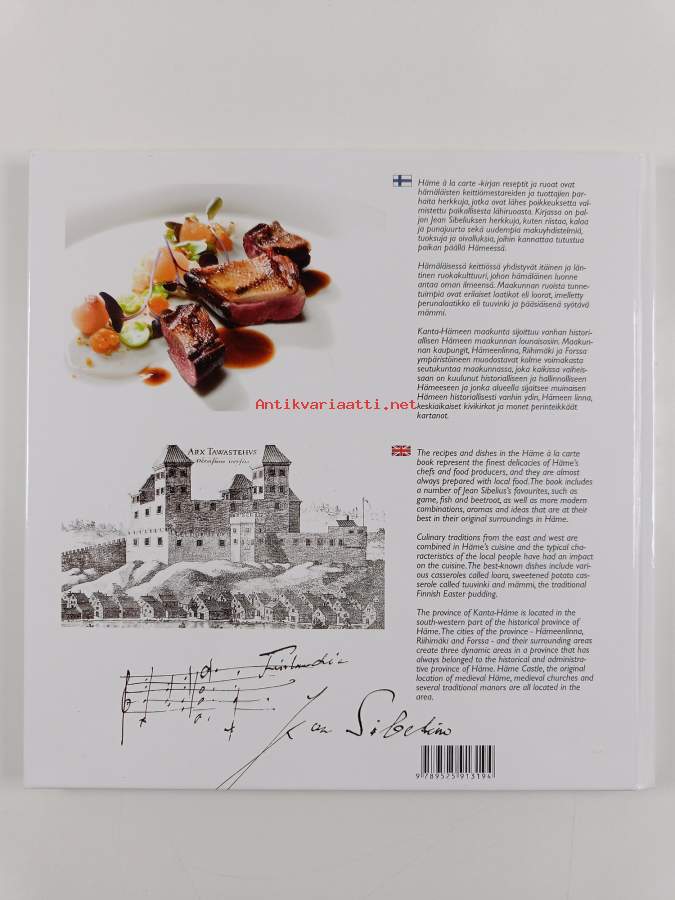 Häme à la carte -kirjan reseptit ja ruoat ovat
hämäläisten keittiömestareiden ja tuottajien par-
haita herkkuja, jotka ovat lähes poikkeuksetta val-
mistettu paikallisesta lähiruoasta. Kirjassa on pal-
jon Jean Sibeliuksen herkkuja, kuten riistaa, kalaa
ja punajuurta sekä uudempia makuyhdistelmiä,
tuoksuja ja oivalluksia, joihin kannattaa tutustua
paikan päällä Hämeessä.
Hämäläisessä keittiössä yhdistyvät itäinen ja län-
tinen ruokakulttuuri, johon hämäläinen luonne
antaa oman ilmeensä. Maakunnan ruoista tunne-
tuimpia ovat erilaiset laatikot eli loorat, imelletty
perunalaatikko eli tuuvinki ja pääsiäisenä syötävä
mämmi.
Kanta-Hämeen maakunta sijoittuu vanhan histori-
allisen Hämeen maakunnan lounaisosiin. Maakun-
nan kaupungit, Hämeenlinna, Riihimäki ja Forssa
ympäristöineen muodostavat kolme voimakasta
seutukuntaa maakunnassa, joka kaikissa vaiheis-
saan on kuulunut historialliseen ja hallinnolliseen
Hämeeseen ja jonka alueella sijaitsee muinaisen
Hämeen historiallisesti vanhin ydin, Hämeen linna,
keskiaikaiset kivikirkot ja monet perinteikkäät
kartanot.
Antikvariaatti.net
ARX TAWASTEHUS
The recipes and dishes in the Häme à la carte
book represent the finest delicacies of Häme's
chefs and food producers, and they are almost
always prepared with local food. The book includes
a number of Jean Sibelius's favourites, such as
game, fish and beetroot, as well as more modern
combinations, aromas and ideas that are at their
best in their original surroundings in Häme.
Culinary traditions from the east and west are
combined in Häme's cuisine and the typical cha-
racteristics of the local people have had an impact
on the cuisine. The best-known dishes include vari-
ous casseroles called loora, sweetened potato cas-
serole called tuuvinki and mämmi, the traditional
Finnish Easter pudding.
The province of Kanta-Häme is located in the
south-western part of the historical province of
Häme. The cities of the province - Hämeenlinna,
Riihimäki and Forssa - and their surrounding areas
create three dynamic areas in a province that has
always belonged to the historical and administra-
tive province of Häme. Häme Castle, the original
location of medieval Häme, medieval churches and
several traditional manors are all located in the
area.
Finlandia
Jean Sibelius
9 789525 913194